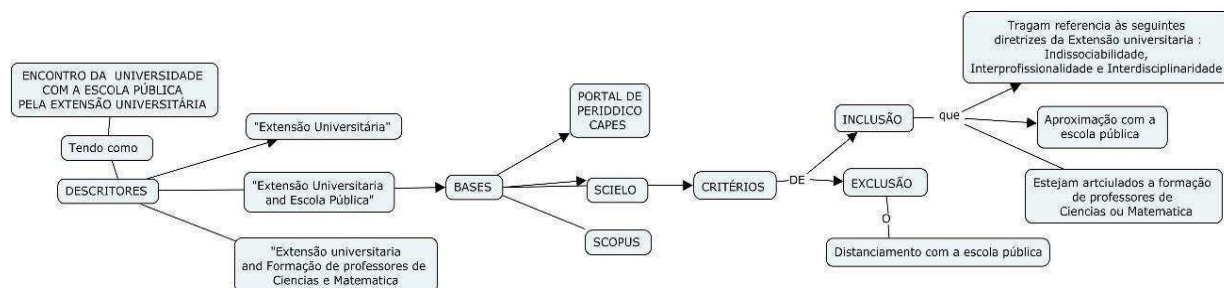 ENCONTRO DA UNIVERSIDADE
COM A ESCOLA PÚBLICA
PELA EXTENSÃO UNIVERSITÁRIA
Tendo como
DESCRITORES
"Extensão Universitária"
"Extensão Universitaria
and Escola Pública"
"Extensão universitaria
and Formação de professores de
Ciencias e Matematica
BASES
PORTAL DE
PERIDDICO
CAPES
SCIELO
SCOPUS
CRITÉRIOS
DE
INCLUSÃO
que
Tragam referencia às seguintes
diretrizes da Extensão universitaria :
Indissociabilidade,
Interprofissionalidade e Interdisciplinaridade
Aproximação com a
escola pública
Estejam artciulados a formação
de professores de
Ciencias ou Matematica
EXCLUSÃO
O
Distanciamento com a escola pública